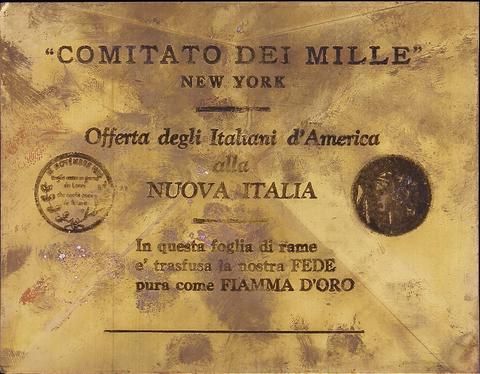 "COMITATO DEI MILLE"
NEW YORK
Offerta degli Italiani d'America
alla
NUOVA ITALIA
In questa foglia di rame
e' trasfusa la nostra FEDE
pura come FIAMMA D'ORO
NOVEMBRE